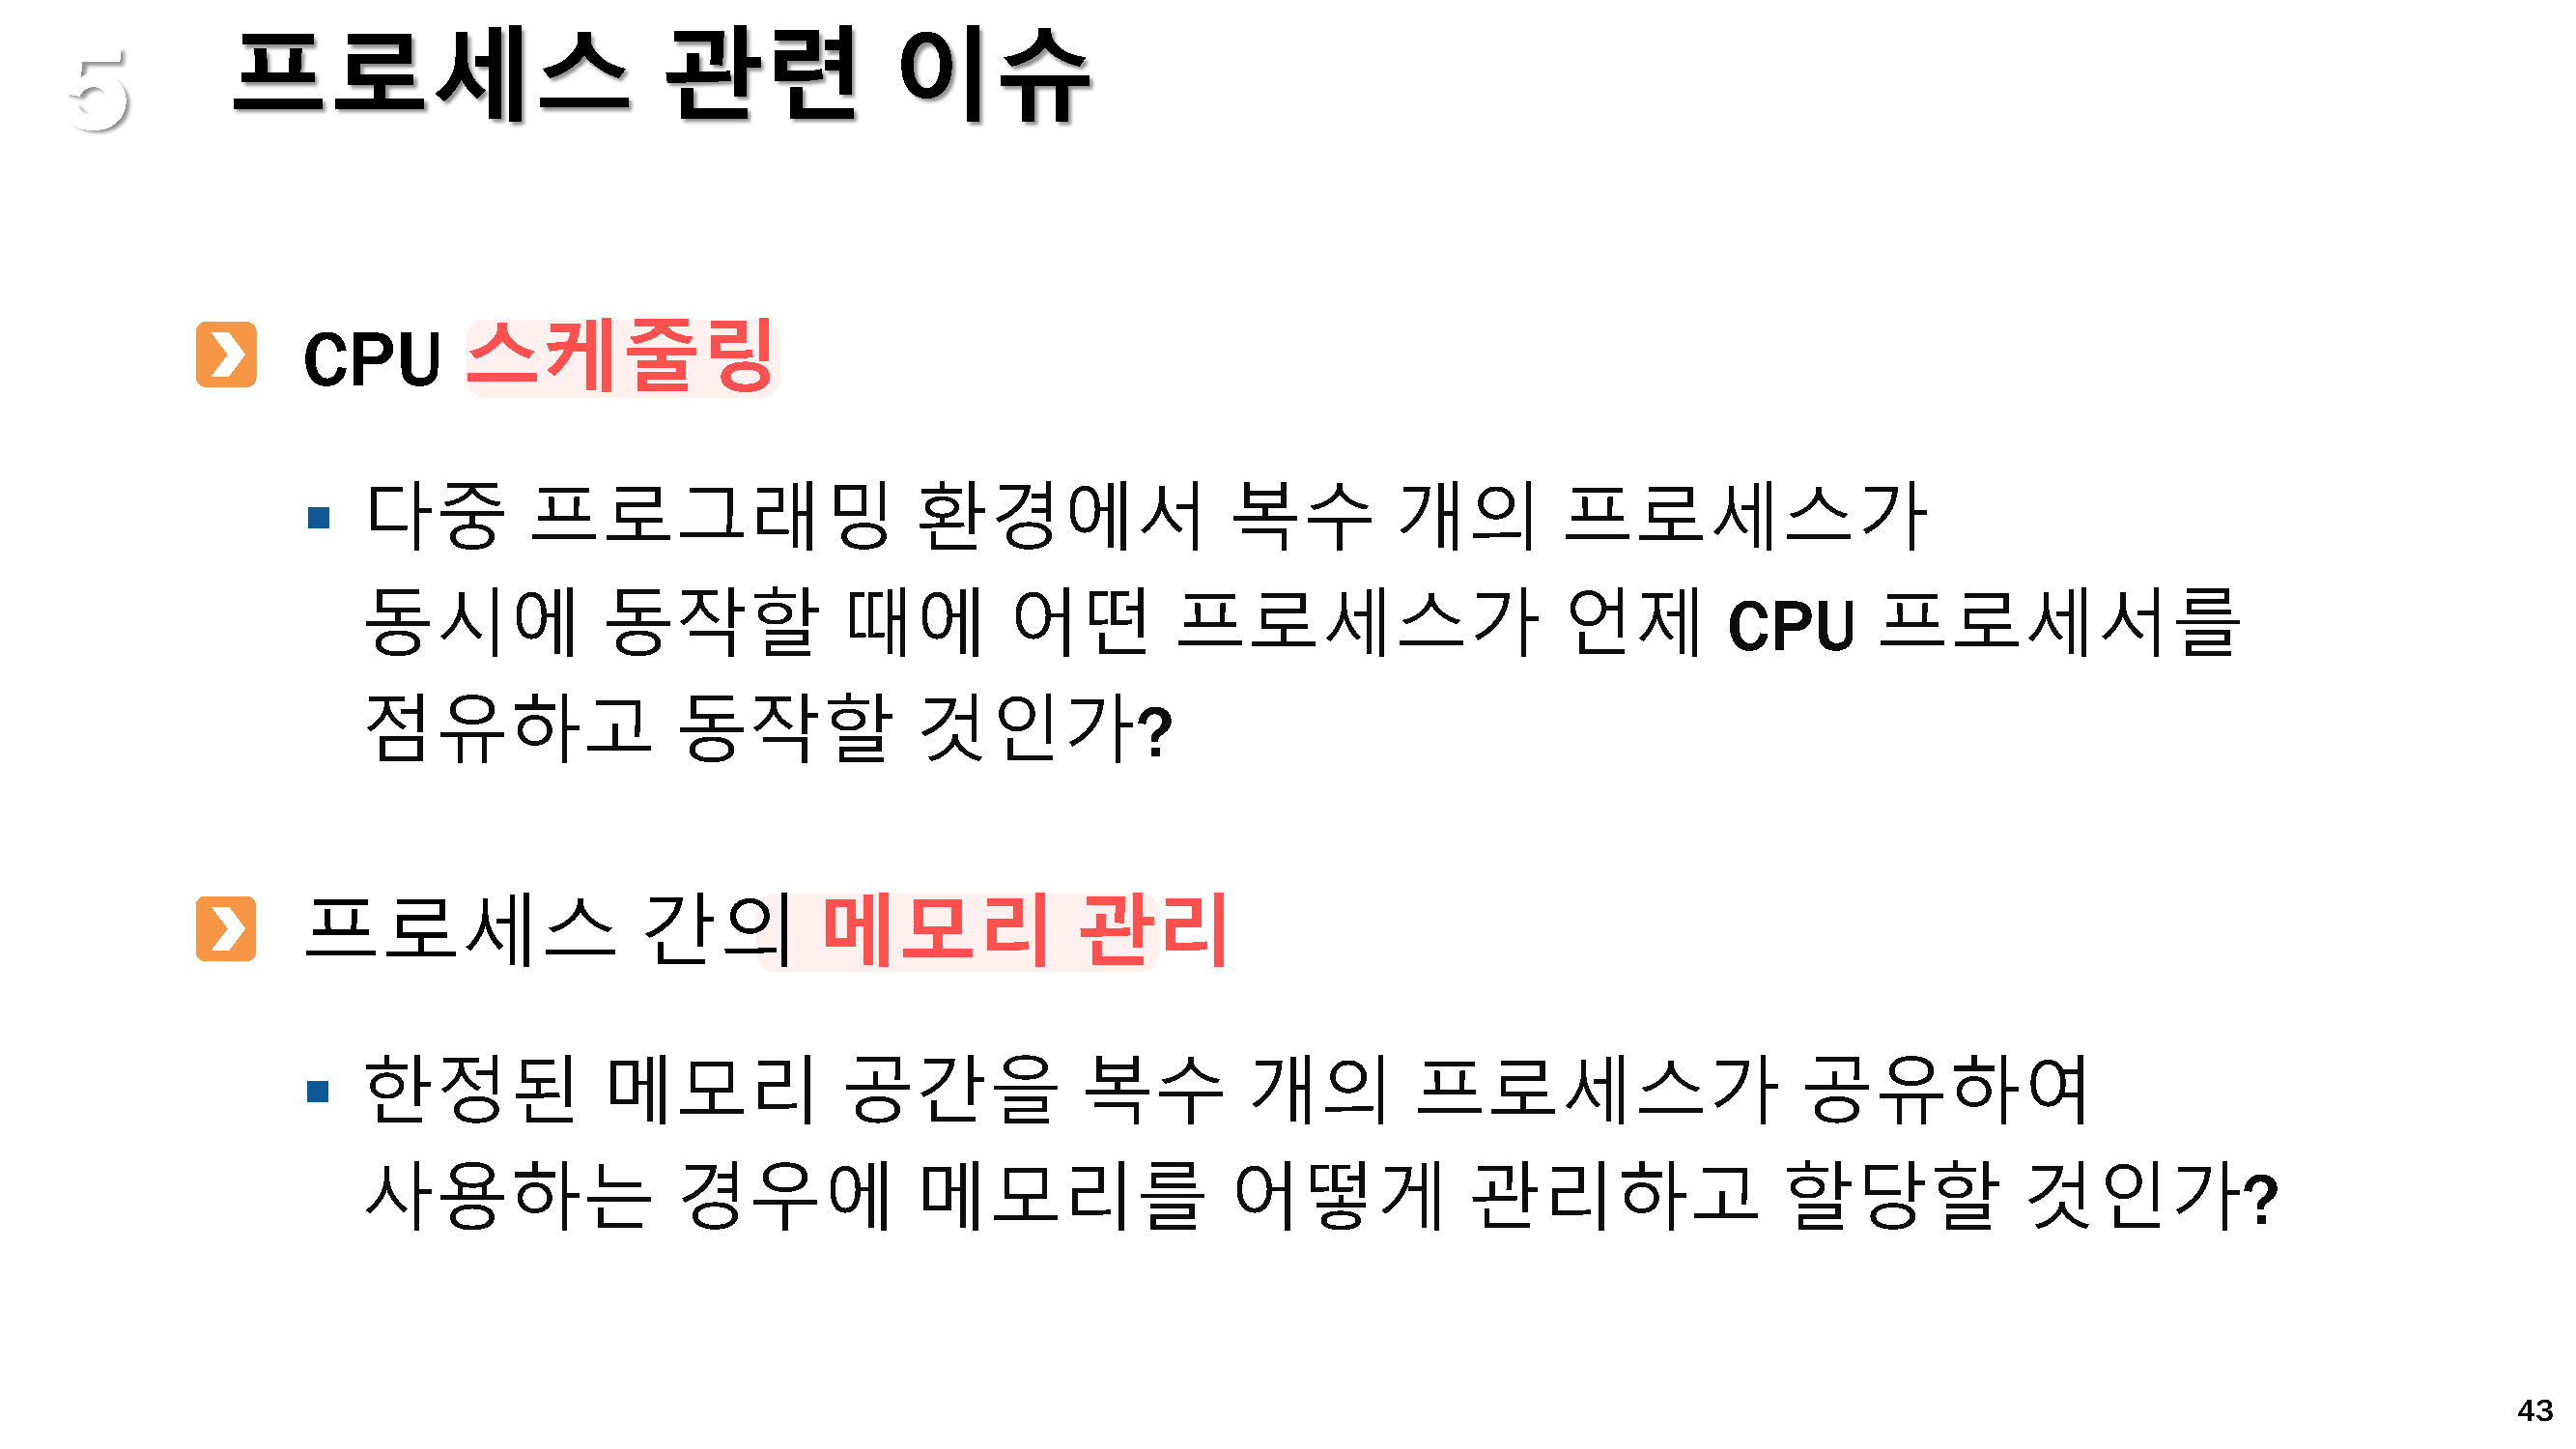 5 프로세스 관련 이슈
CPU 스케줄링
다중 프로그래밍 환경에서 복수 개의 프로세스가
동시에 동작할 때에 어떤 프로세스가 언제 CPU 프로세서를
점유하고 동작할 것인가?
프로세스 간의 메모리 관리
한정된 메모리 공간을 복수 개의 프로세스가 공유하여
사용하는 경우에 메모리를 어떻게 관리하고 할당할 것인가?
43